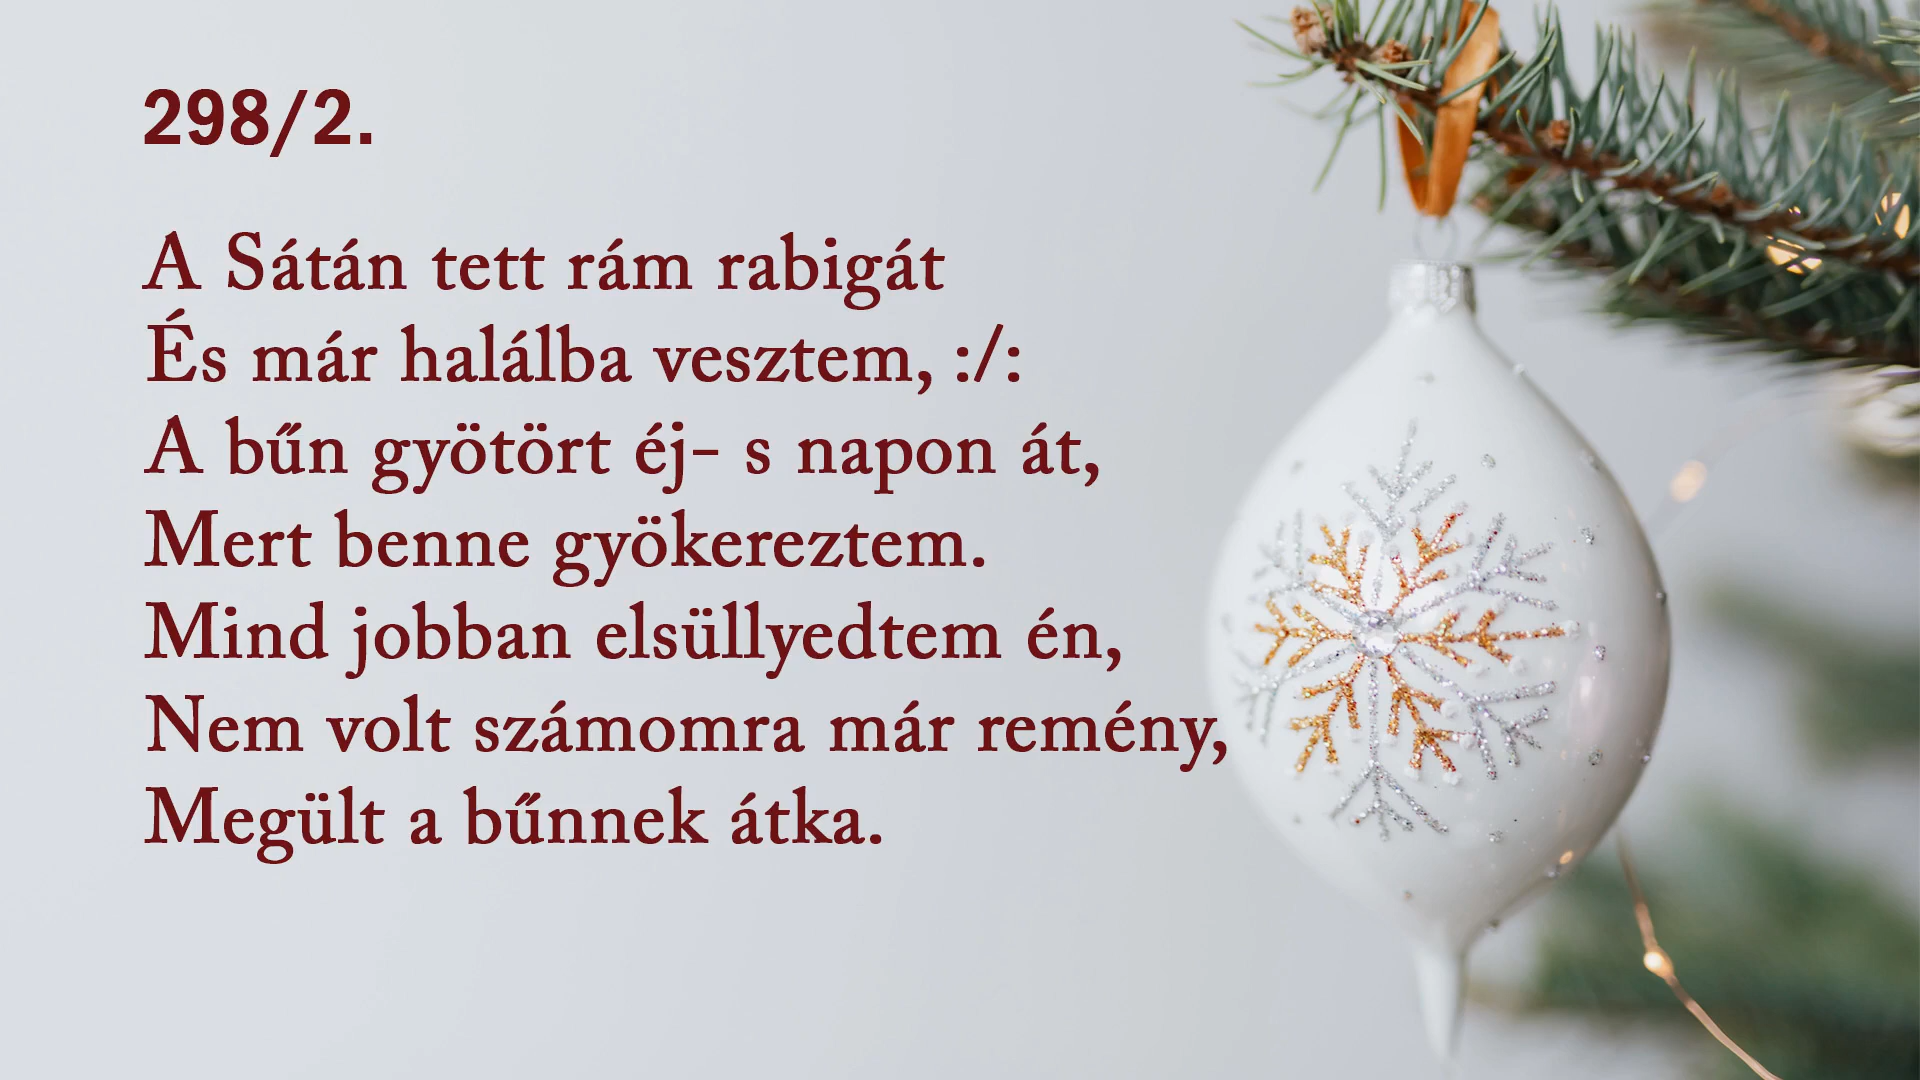 298/2.
A Sátán tett rám rabigát
És már halálba vesztem, :/:
A bűn gyötört éj- s napon át,
Mert benne gyökereztem.
Mind jobban elsüllyedtem én,
Nem volt számomra már remény,
Megült a bűnnek átka.